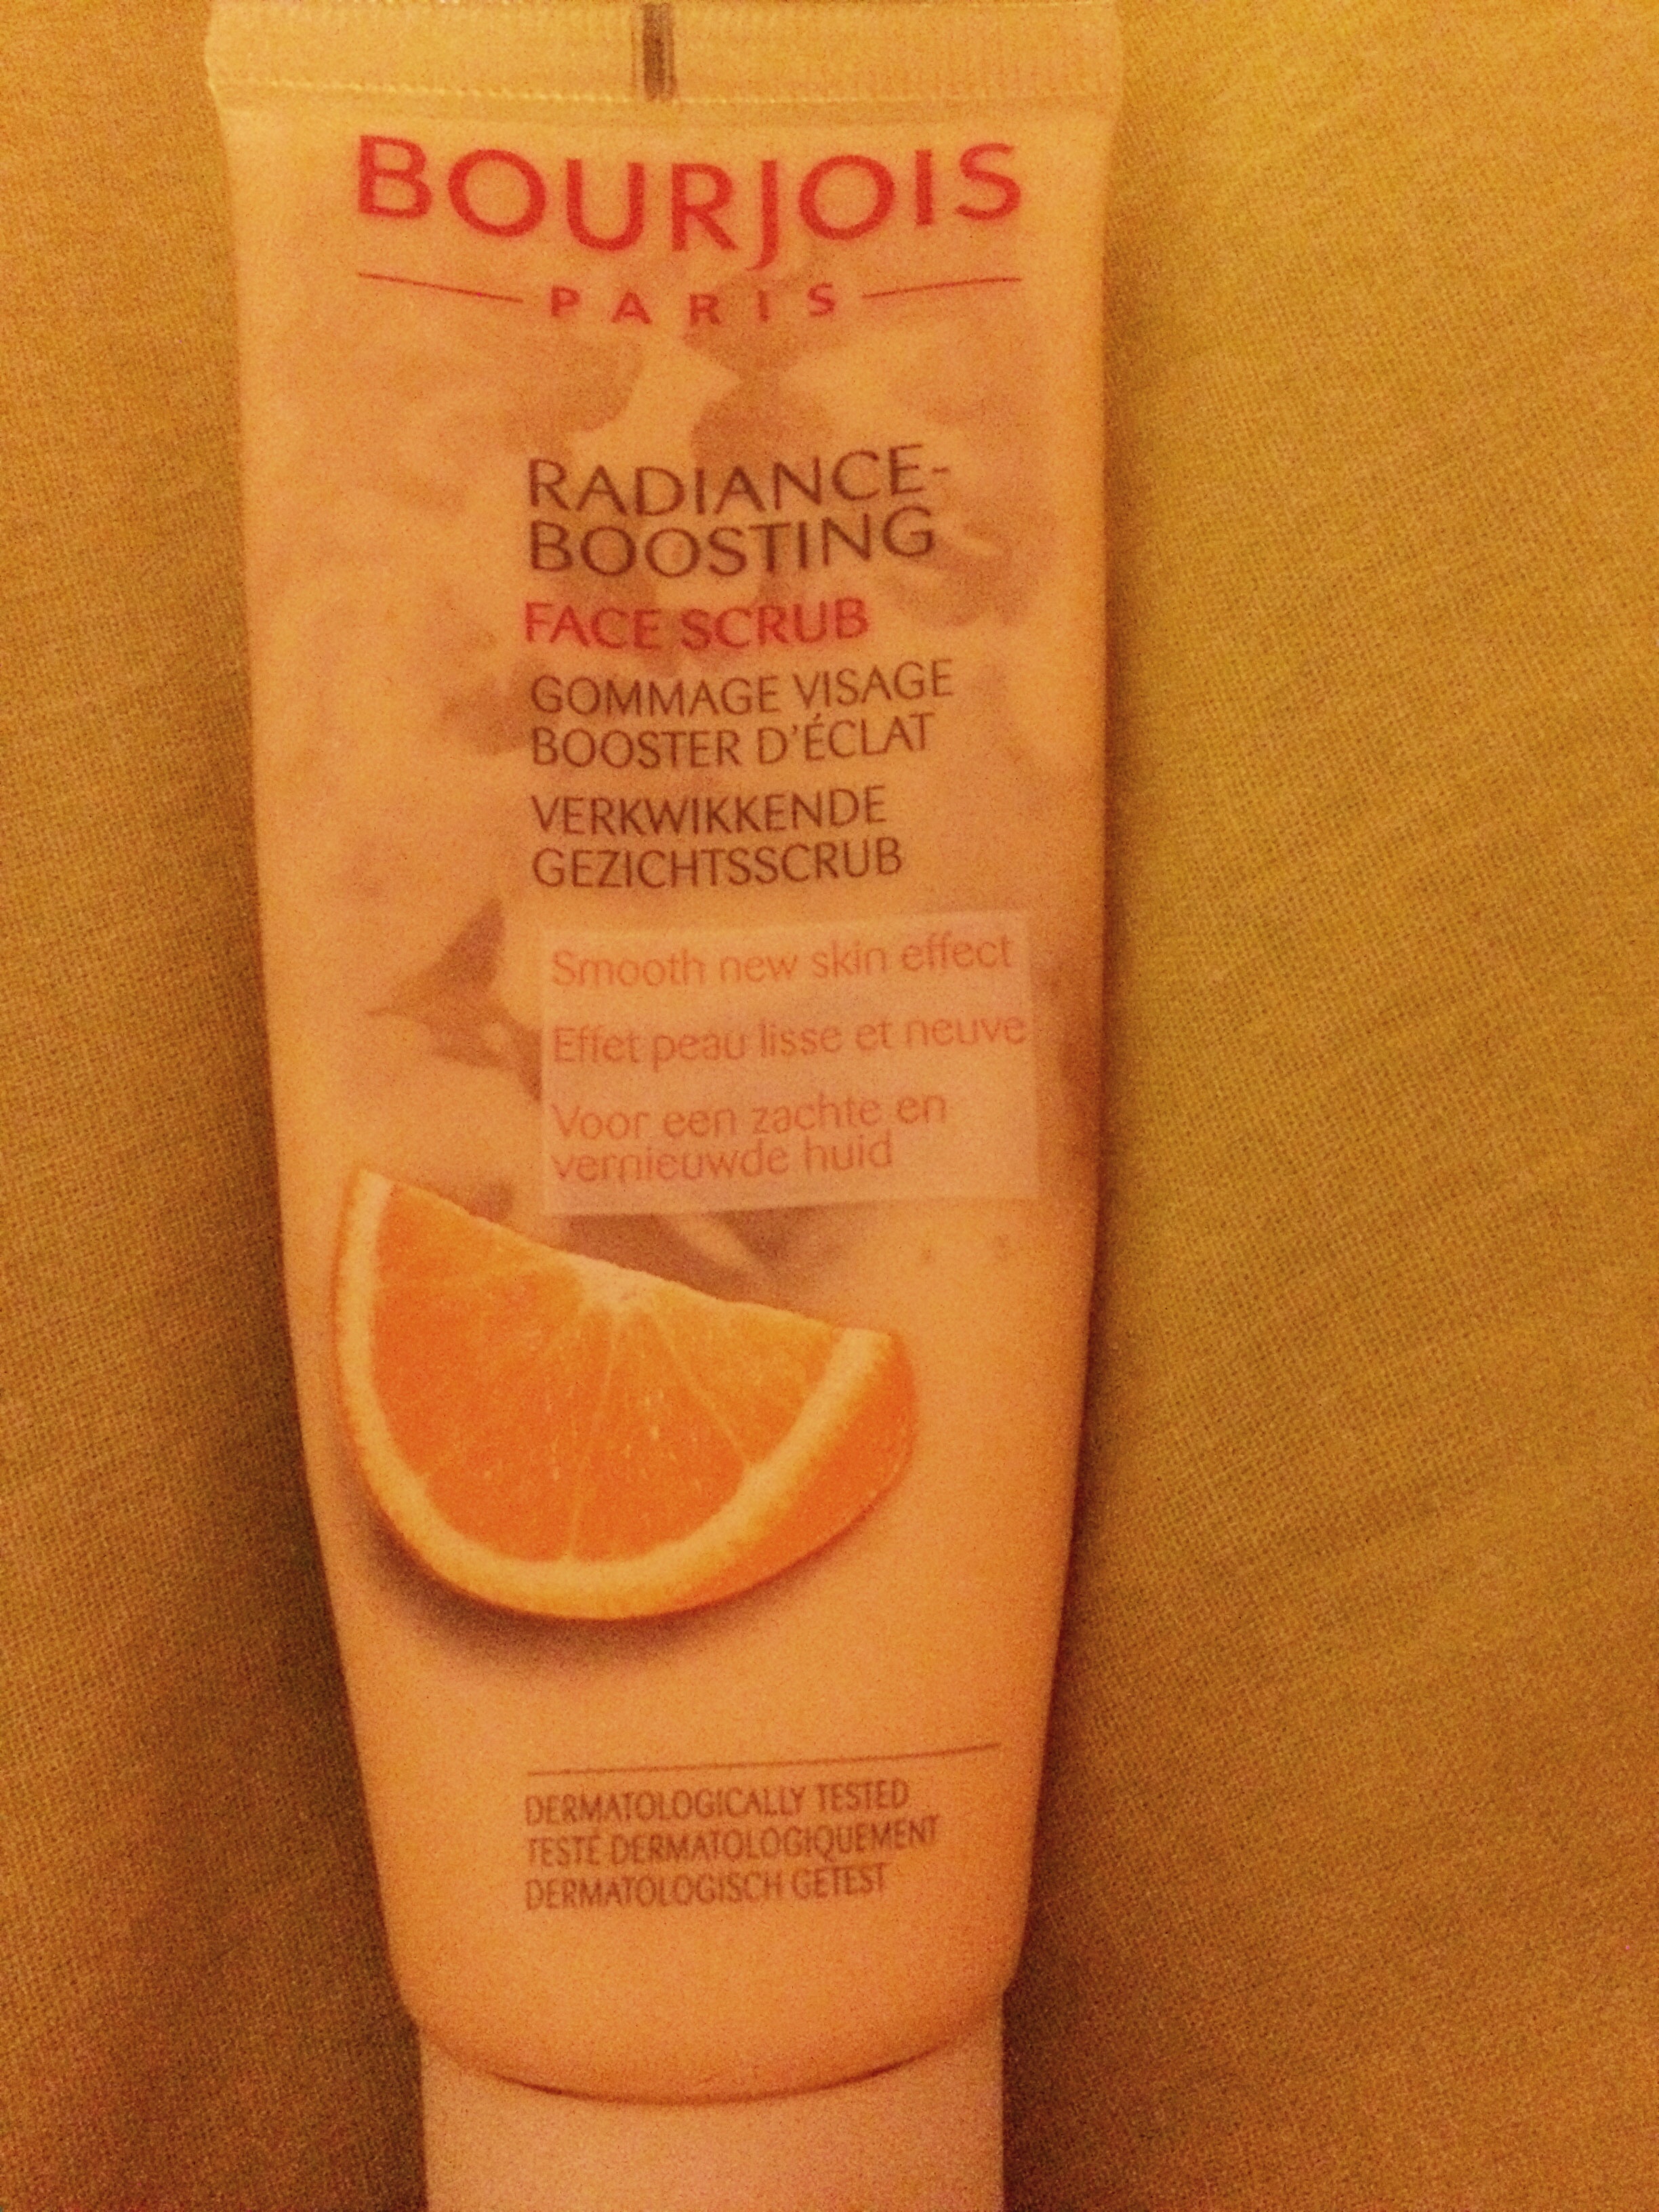 BOURJOIS
PARIS
RADIANCE-
BOOSTING
FACE SCRUB
GOMMAGE VISAGE
BOOSTER D'ÉCLAT
VERKWIKKENDE
GEZICHTSSCRUB
Smooth new skin effect
Effet peau lisse et neuve
Voor een zachte en
vernieuwde huid
DERMATOLOGICALLY TESTED
TESTÉ DERMATOLOGIQUEMENT
DERMATOLOGISCH GETEST